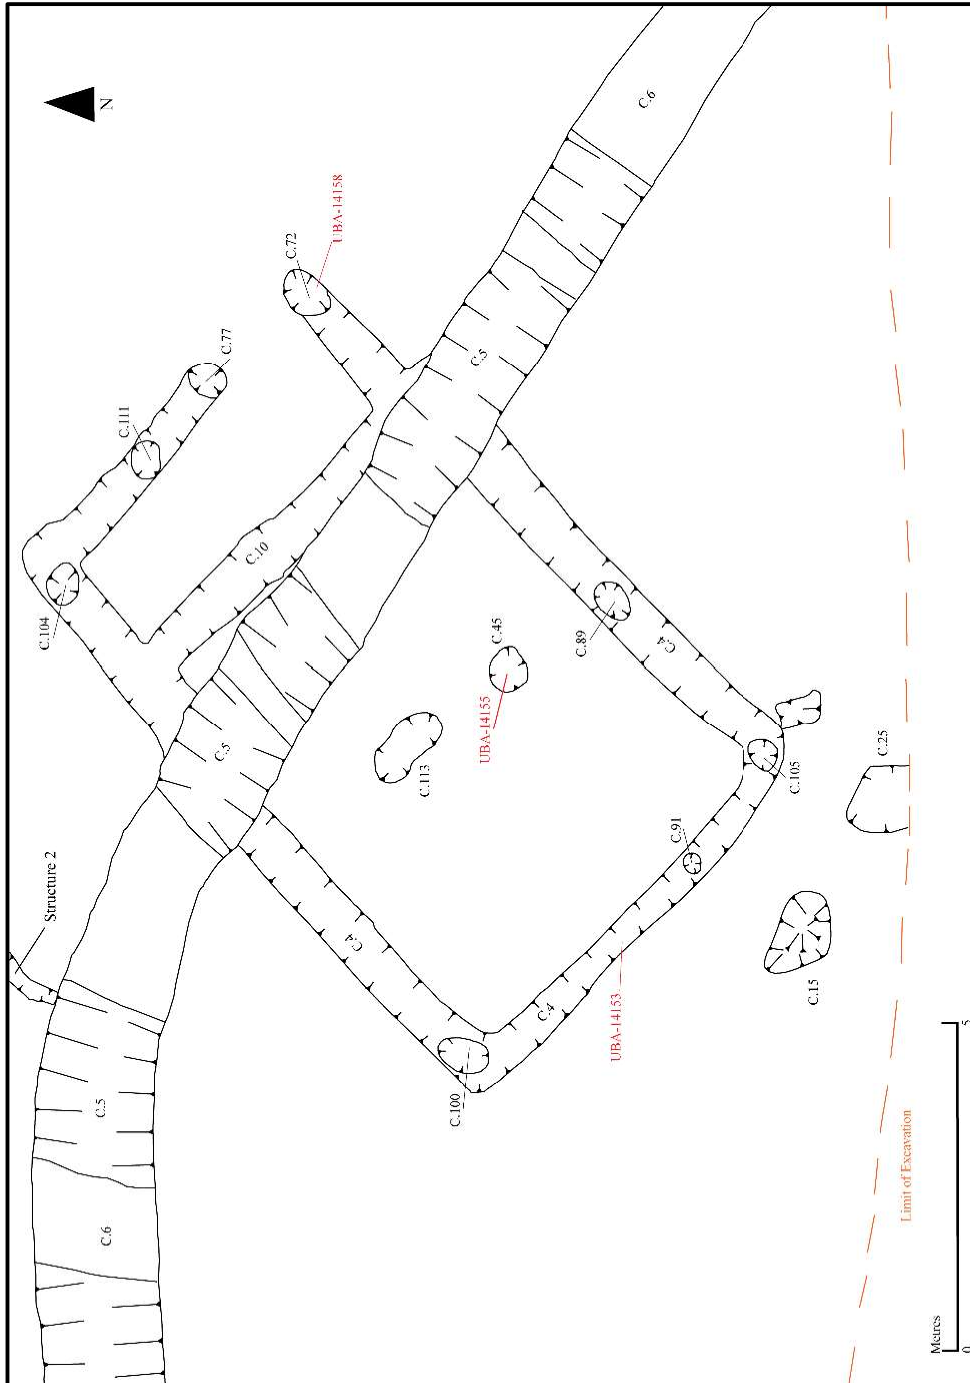 N
C.6
UBA-14158
C.72
C.77
C.111
C.5
C.10
C.104
C.45
C.89
C.4
UBA-14155
C.113
C.5
C.105
C.25
C.91
Structure 2
C.4
C.15
C.4
UBA-14153
C.100
C.5
C.6
Limit of Excavation
Metres
0
5